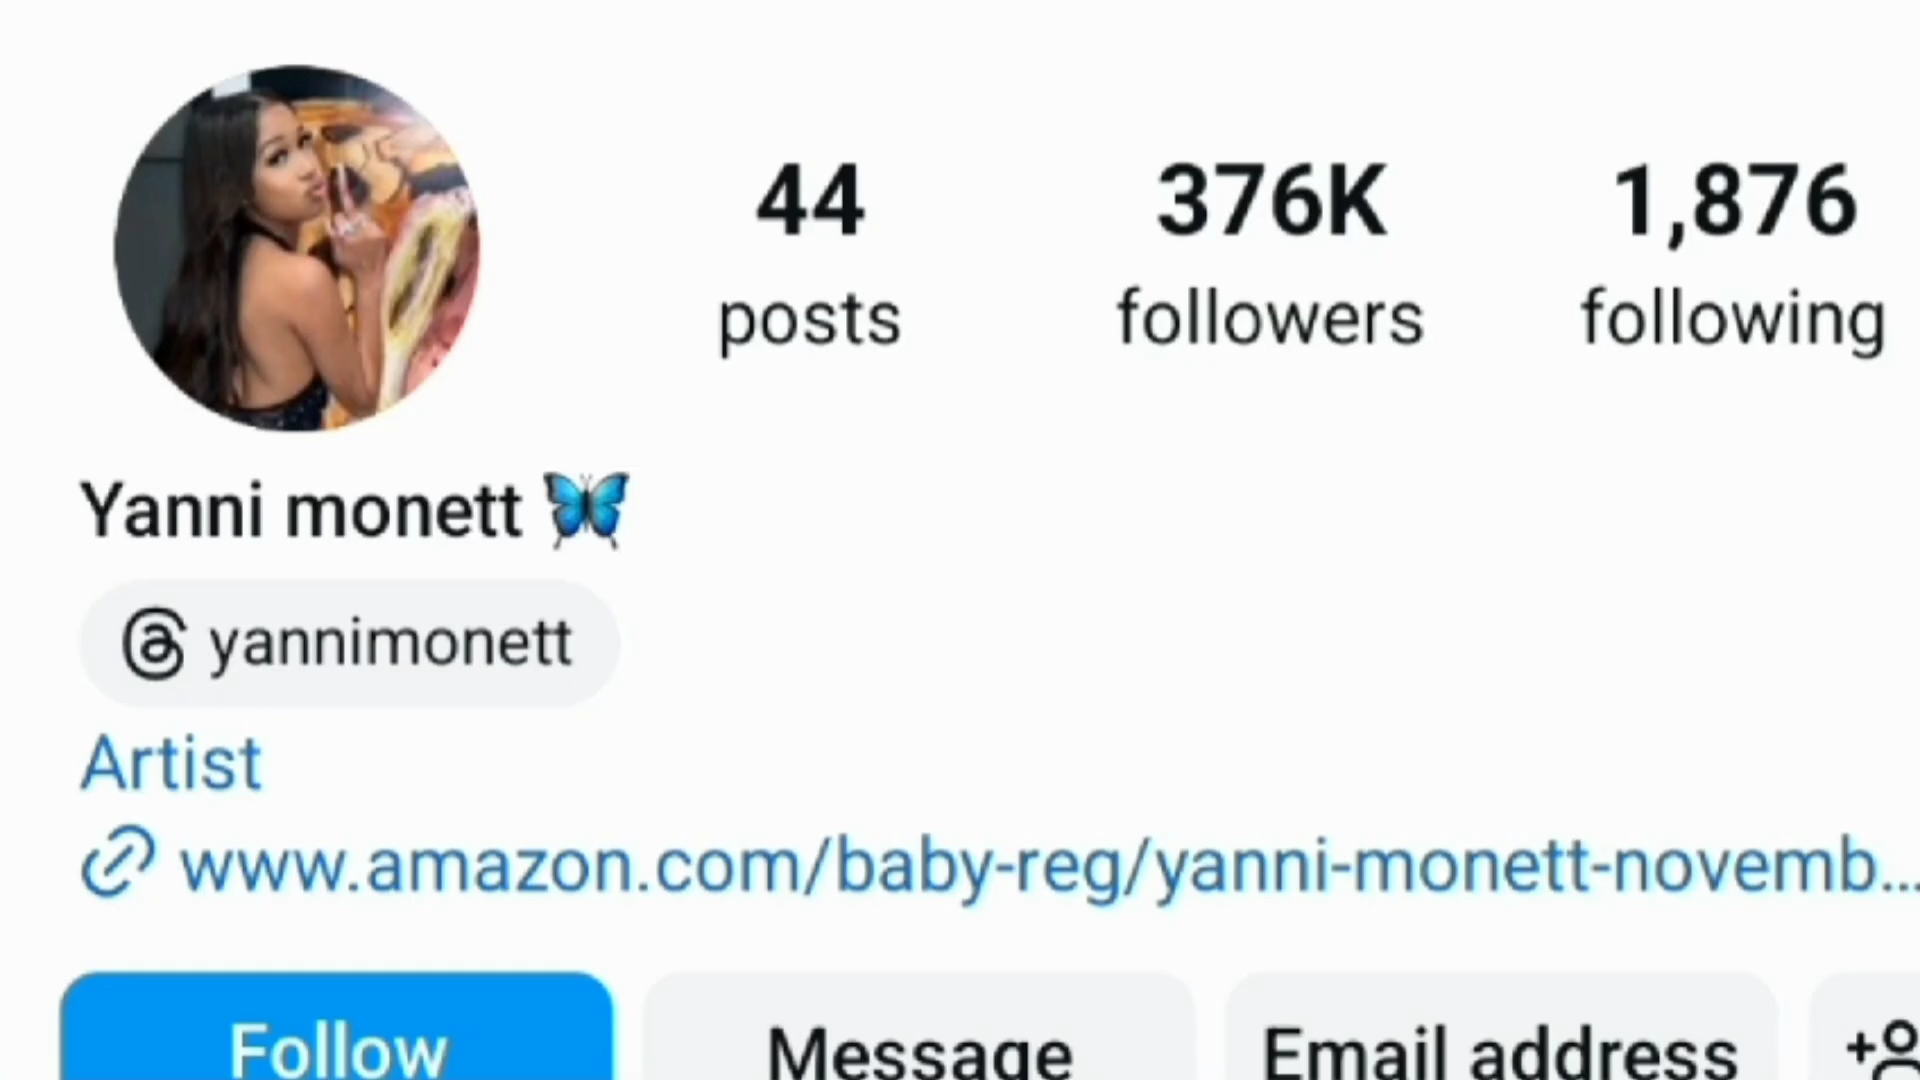 44 376K 1,876
posts followers following
Yanni monett 🦋
yannimonett
Artist
www.amazon.com/baby-reg/yanni-monett-novemb...
Follow Message Email address